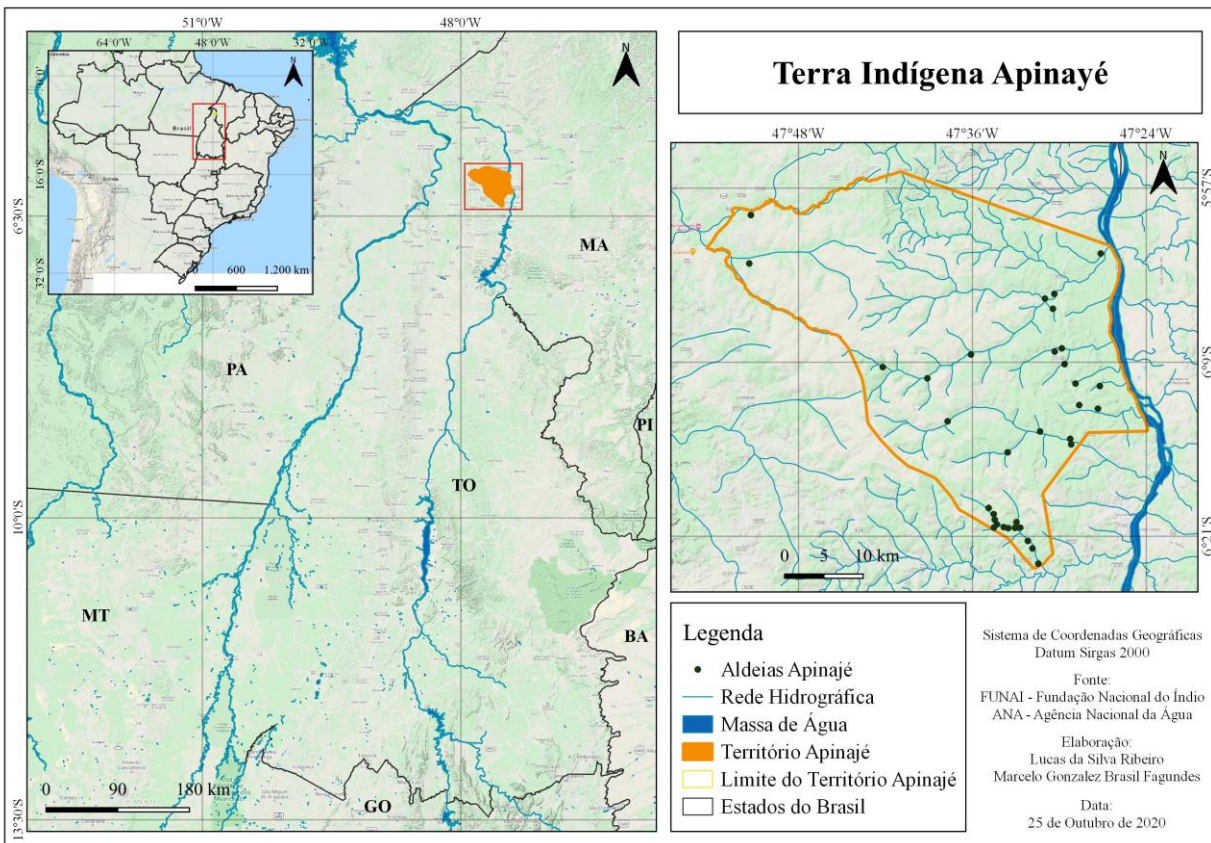 51°0'W
48°0'W
64°0'W
48°0'W
32°0'W
N
Brasil
16°0'S
32°0'S
0 600 1.200 km
N
6°30'S
10°0'S
13°30'S
MA
PA
PI
TO
MT
BA
GO
0 90 180 km
Terra Indígena Apinayé
47°48'W
47°36'W
47°24'W
N
5°57'S
6°9'S
6°21'S
0 5 10 km
Legenda
Aldeias Apinajé
Rede Hidrográfica
Massa de Água
Território Apinajé
Limite do Território Apinajé
Estados do Brasil
Sistema de Coordenadas Geográficas
Datum Sirgas 2000
Fonte:
FUNAI - Fundação Nacional do Índio
ANA - Agência Nacional da Água
Elaboração:
Lucas da Silva Ribeiro
Marcelo Gonzalez Brasil Fagundes
Data:
25 de Outubro de 2020